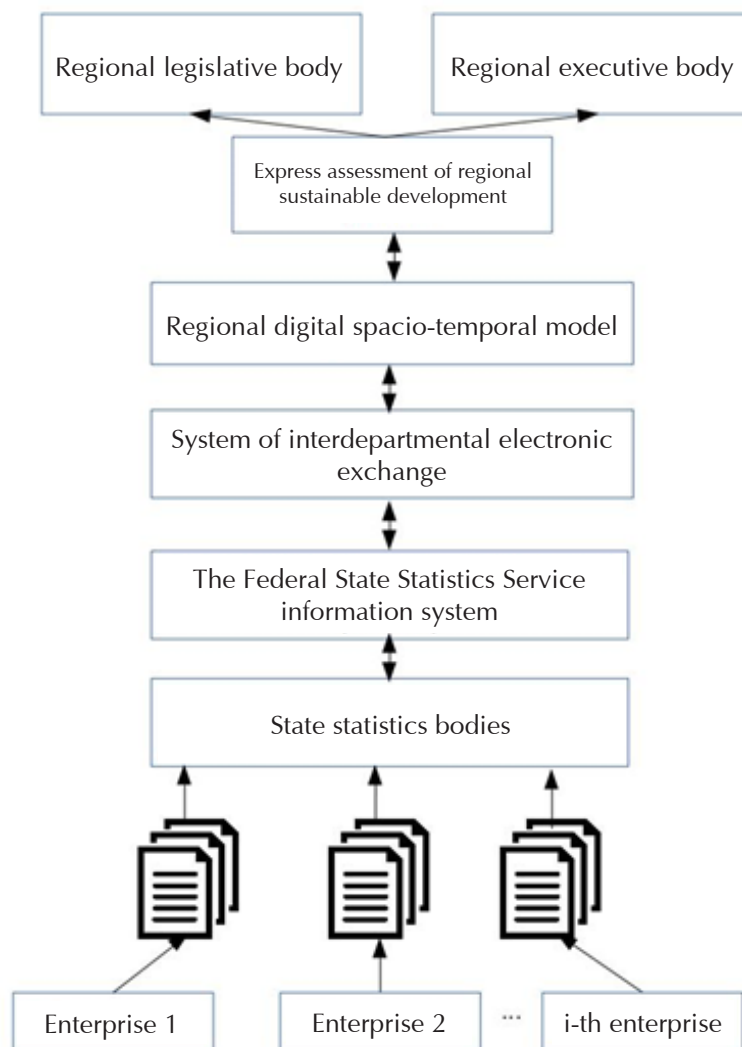 Regional legislative body
Regional executive body
Express assessment of regional
sustainable development
Regional digital spacio-temporal model
System of interdepartmental electronic
exchange
The Federal State Statistics Service
information system
State statistics bodies
Enterprise 1
Enterprise 2
...
i-th enterprise